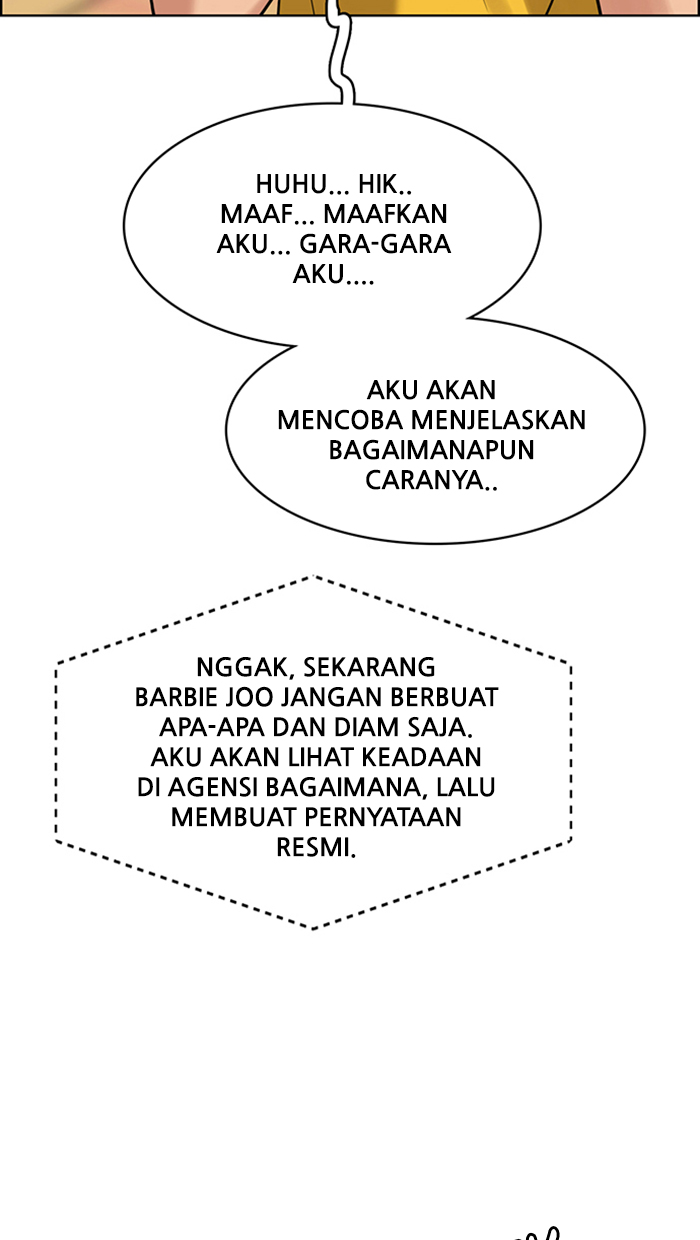 HUHU... HIK..
MAAF... MAAFKAN
AKU... GARA-GARA
AKU....
AKU AKAN
MENCOBA MENJELASKAN
BAGAIMANAPUN
CARANYA..
NGGAK, SEKARANG
BARBIE JOO JANGAN BERBUAT
APA-APA DAN DIAM SAJA.
AKU AKAN LIHAT KEADAAN
DI AGENSI BAGAIMANA, LALU
MEMBUAT PERNYATAAN
RESMI.